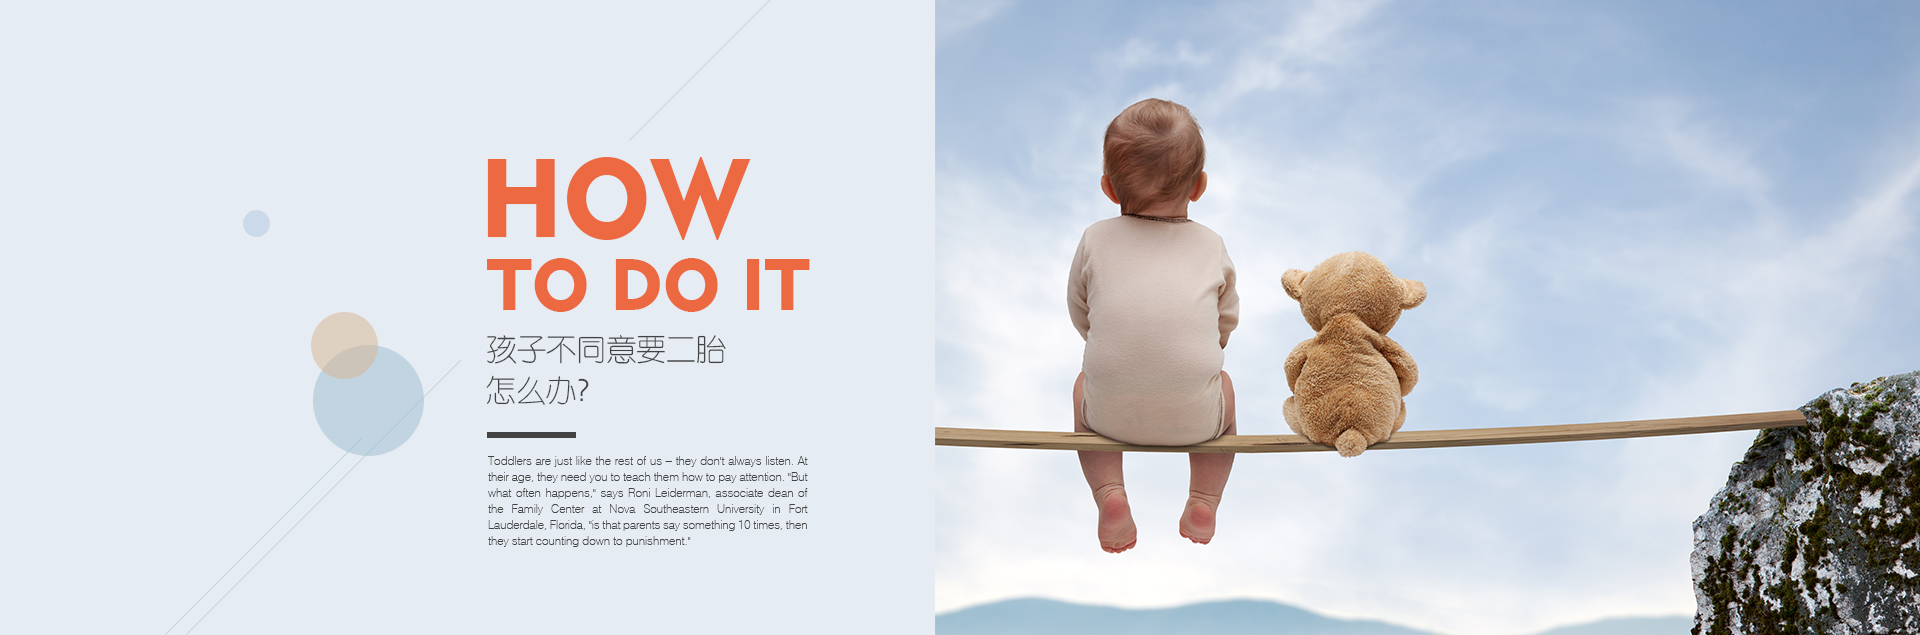 HOW
TO DO IT
孩子不同意要二胎
怎么办?
Toddlers are just like the rest of us – they don't always listen. At
their age, they need you to teach them how to pay attention. "But
what often happens," says Roni Leiderman, associate dean of
the Family Center at Nova Southeastern University in Fort
Lauderdale, Florida, "is that parents say something 10 times, then
they start counting down to punishment."